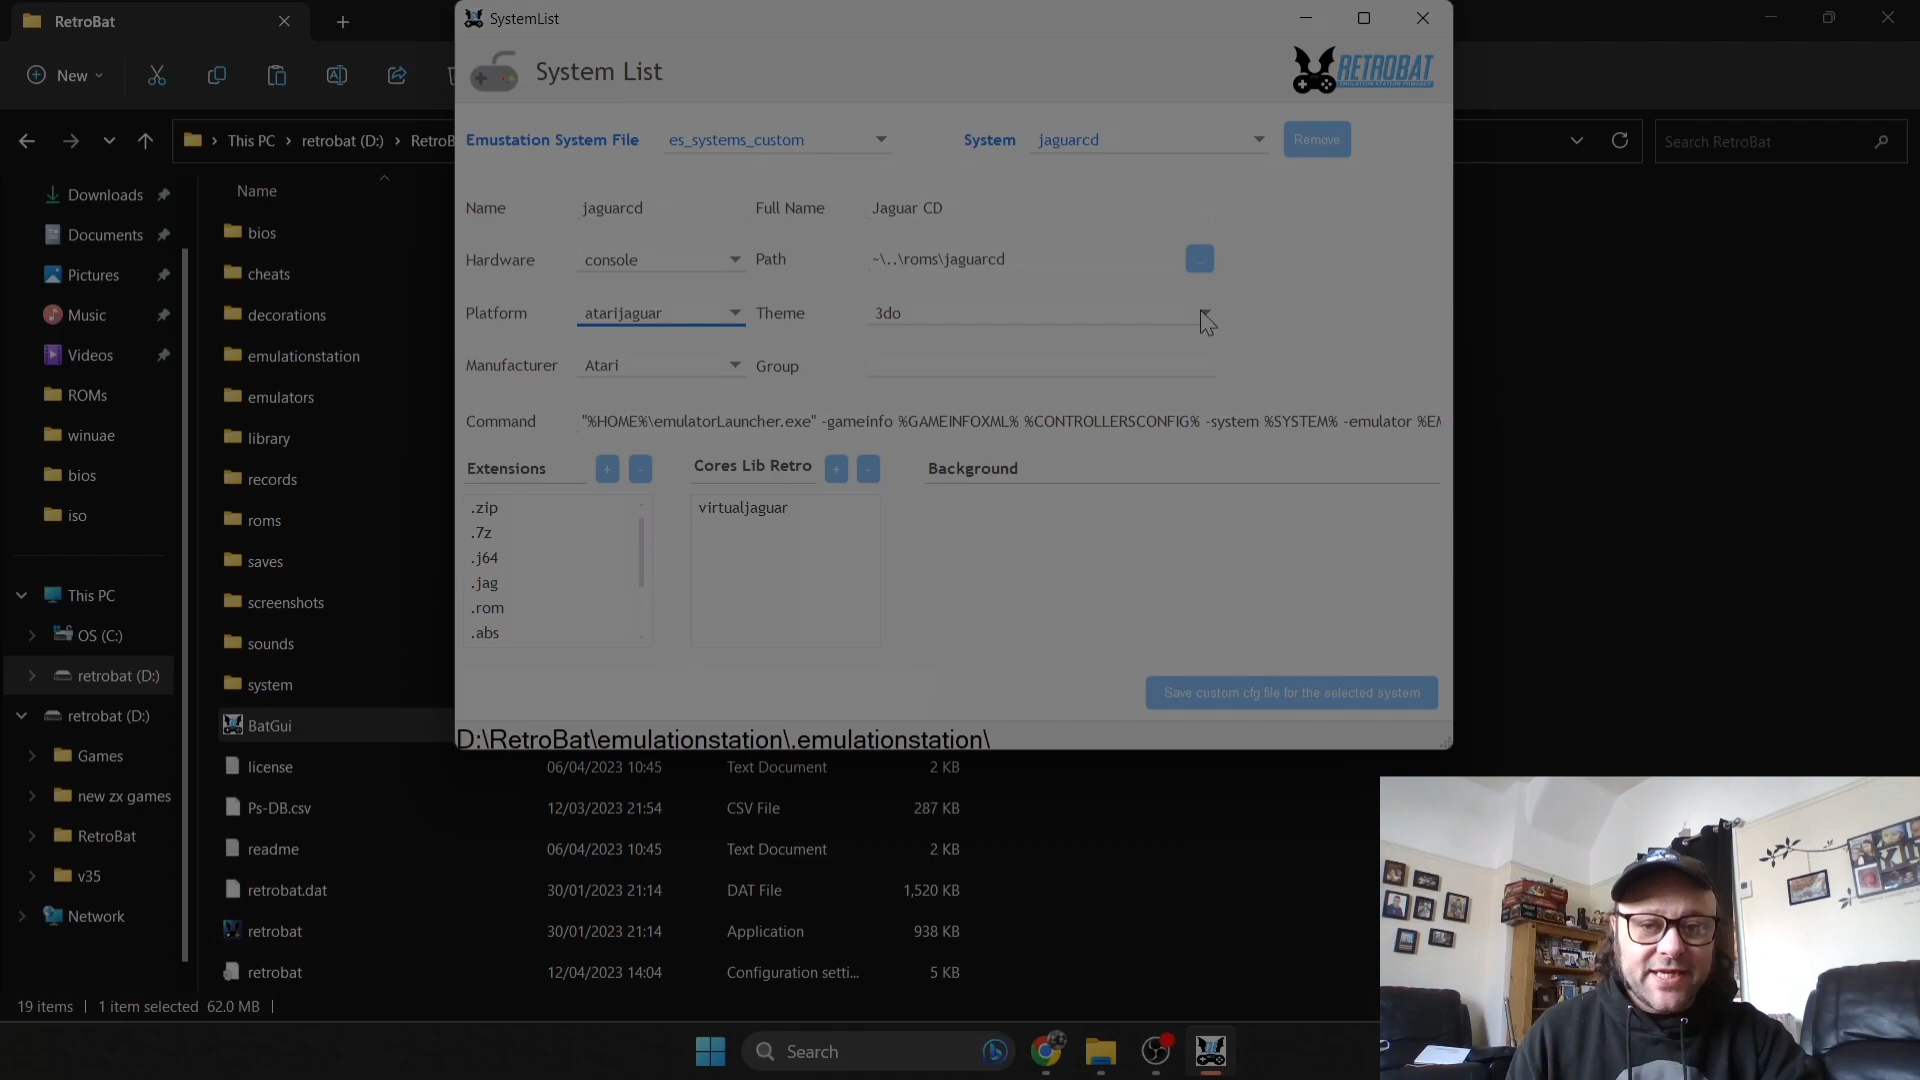 RetroBat
New
This PC
retrobat (D:)
RetroB
Search RetroBat
Name
Downloads
Documents
Pictures
Music
Videos
ROMs
winuae
bios
iso
This PC
OS (C:)
retrobat (D:)
retrobat (D:)
Games
new zx games
RetroBat
v35
Network
bios
cheats
decorations
emulationstation
emulators
library
records
roms
saves
screenshots
sounds
system
BatGui
license 06/04/2023 10:45 Text Document 2 KB
Ps-DB.csv 12/03/2023 21:54 CSV File 287 KB
readme 06/04/2023 10:45 Text Document 2 KB
retrobat.dat 30/01/2023 21:14 DAT File 1,520 KB
retrobat 30/01/2023 21:14 Application 938 KB
retrobat 12/04/2023 14:04 Configuration setti... 5 KB
19 items 1 item selected 62.0 MB
SystemList
System List
RETROBAT
EMULATION STATION POWERED
Emustation System File es_systems_custom System jaguarcd Remove
Name jaguarcd Full Name Jaguar CD
Hardware console Path ~\..\roms\jaguarcd ...
Platform atarijaguar Theme 3do
Manufacturer Atari Group
Command "%HOME%\emulatorLauncher.exe" -gameinfo %GAMEINFOXML% %CONTROLLERSCONFIG% -system %SYSTEM% -emulator %EM
Extensions + - Cores Lib Retro + - Background
.zip
.7z
.j64
.jag
.rom
.abs
virtualjaguar
Save custom cfg file for the selected system
D:\RetroBat\emulationstation\.emulationstation\
Search